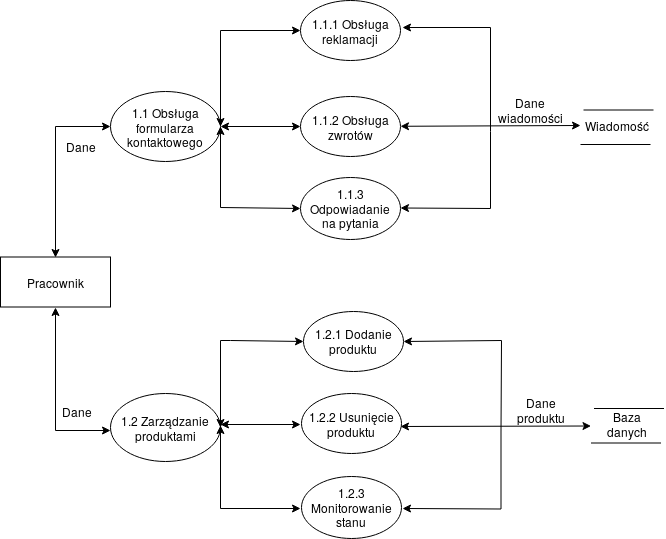 1.1.1 Obsługa
reklamacji
1.1 Obsługa
formularza
kontaktowego
1.1.2 Obsługa
zwrotów
Dane
wiadomości
Wiadomość
Dane
1.1.3
Odpowiadanie
na pytania
Pracownik
1.2.1 Dodanie
produktu
Dane
1.2 Zarządzanie
produktami
1.2.2 Usunięcie
produktu
Dane
produktu
Baza
danych
1.2.3
Monitorowanie
stanu